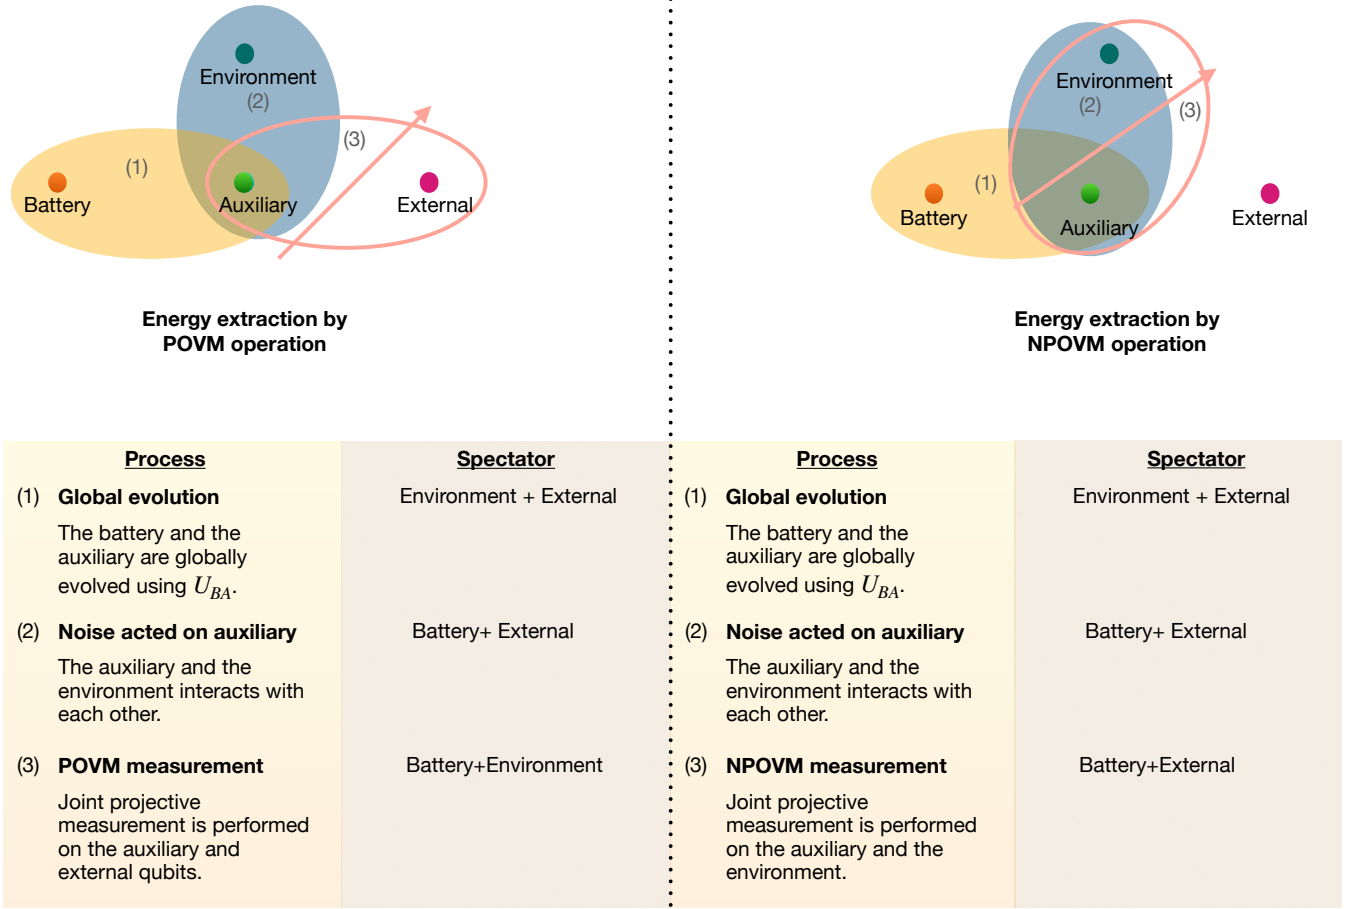 Environment
(2)
(3)
(1)
Battery
Auxiliary
External
Energy extraction by
POVM operation
Environment
(2)
(3)
(1)
Battery
Auxiliary
External
Energy extraction by
NPOVM operation
Process
Spectator
(1) Global evolution
Environment + External
The battery and the
auxiliary are globally
evolved using U_BA.
(2) Noise acted on auxiliary
Battery+ External
The auxiliary and the
environment interacts with
each other.
(3) POVM measurement
Battery+Environment
Joint projective
measurement is performed
on the auxiliary and
external qubits.
Process
Spectator
(1) Global evolution
Environment + External
The battery and the
auxiliary are globally
evolved using U_BA.
(2) Noise acted on auxiliary
Battery+ External
The auxiliary and the
environment interacts with
each other.
(3) NPOVM measurement
Battery+External
Joint projective
measurement is performed
on the auxiliary and the
environment.